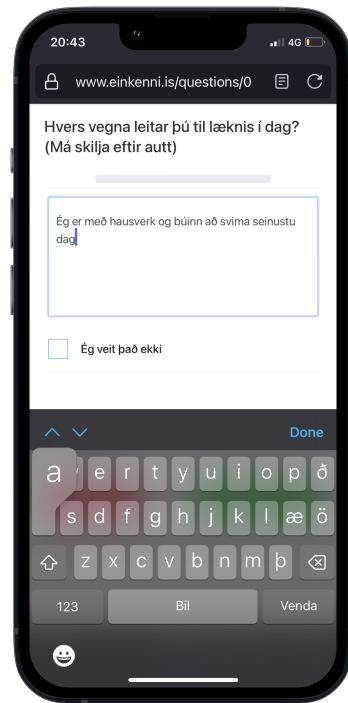 20:43
4G
www.einkenni.is/questions/0
Hvers vegna leitar þú til læknis í dag?
(Má skilja eftir autt)
Ég er með hausverk og búinn að svima seinustu
dag
Ég veit það ekki
Done
a e r t y u i o p ð
s d f g h j k l æ ö
z x c v b n m þ
123 Bil Venda